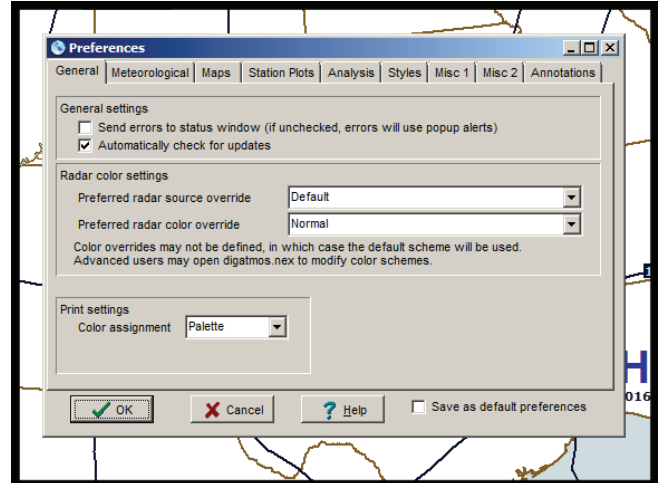 Preferences
General Meteorological Maps Station Plots Analysis Styles Misc 1 Misc 2 Annotations
General settings
Send errors to status window (if unchecked, errors will use popup alerts)
Automatically check for updates
Radar color settings
Preferred radar source override Default
Preferred radar color override Normal
Color overrides may not be defined, in which case the default scheme will be used.
Advanced users may open digatmos.nex to modify color schemes.
Print settings
Color assignment Palette
H
016
OK Cancel Help Save as default preferences